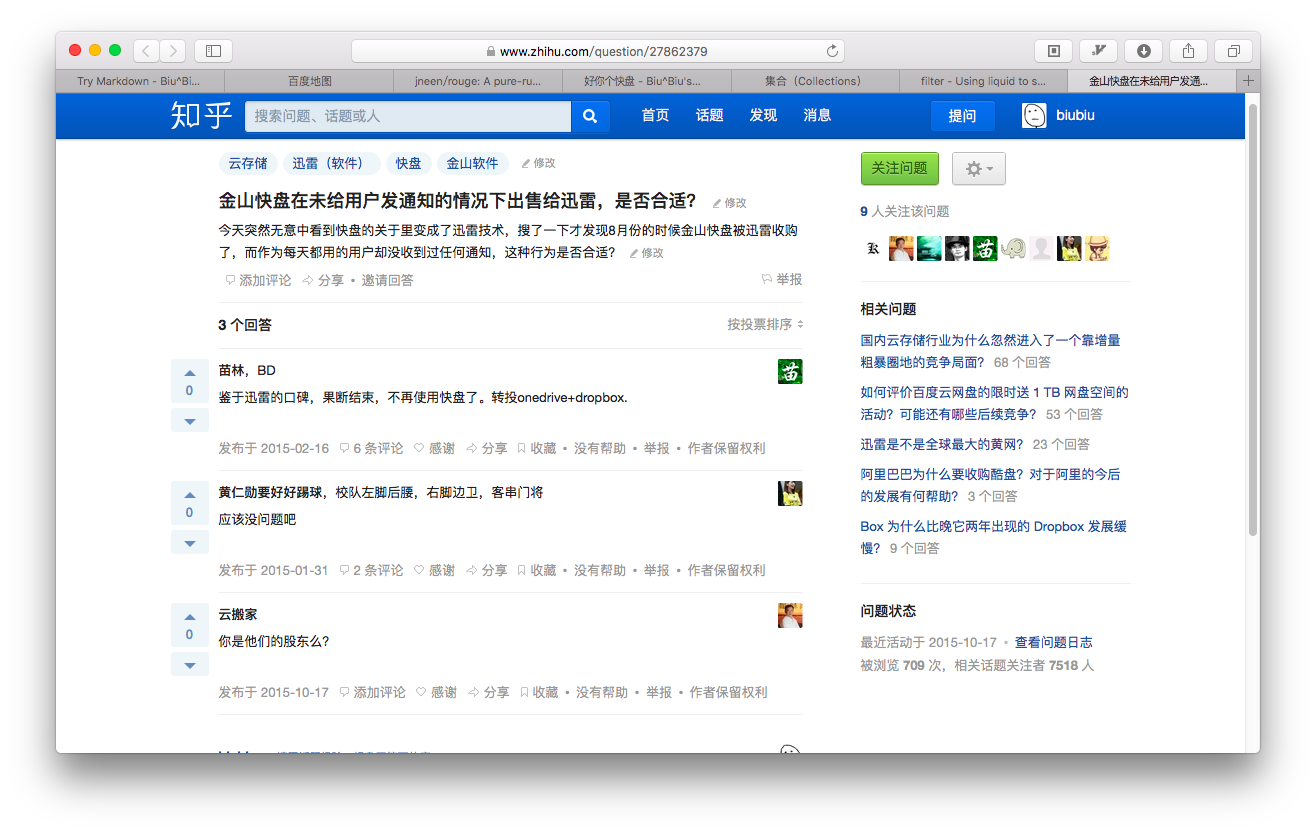 www.zhihu.com/question/27862379
Try Markdown - Biu^Bi...
百度地图
jneen/rouge: A pure-ru...
好你个快盘 - Biu^Biu's...
集合（Collections）
filter - Using liquid to s...
金山快盘在未给用户发通...
知乎
搜索问题、话题或人
首页
话题
发现
消息
提问
biubiu
云存储
迅雷（软件）
快盘
金山软件
修改
金山快盘在未给用户发通知的情况下出售给迅雷，是否合适？
修改
今天突然无意中看到快盘的关于里变成了迅雷技术，搜了一下才发现8月份的时候金山快盘被迅雷收购
了，而作为每天都用的用户却没收到过任何通知，这种行为是否合适？
修改
添加评论 分享 • 邀请回答
举报
3 个回答
按投票排序
0
苗林，BD
苗
鉴于迅雷的口碑，果断结束，不再使用快盘了。转投onedrive+dropbox.
发布于 2015-02-16 6 条评论 感谢 分享 收藏 • 没有帮助 • 举报 • 作者保留权利
0
黄仁勋要好好踢球，校队左脚后腰，右脚边卫，客串门将
应该没问题吧
发布于 2015-01-31 2 条评论 感谢 分享 收藏 • 没有帮助 • 举报 • 作者保留权利
0
云搬家
你是他们的股东么？
发布于 2015-10-17 添加评论 感谢 分享 收藏 • 没有帮助 • 举报 • 作者保留权利
关注问题
9 人关注该问题
苗
相关问题
国内云存储行业为什么忽然进入了一个靠增量
粗暴圈地的竞争局面？ 68 个回答
如何评价百度云网盘的限时送 1 TB 网盘空间的
活动？可能还有哪些后续竞争？ 53 个回答
迅雷是不是全球最大的黄网？ 23 个回答
阿里巴巴为什么要收购酷盘？对于阿里的今后
的发展有何帮助？ 3 个回答
Box 为什么比晚它两年出现的 Dropbox 发展缓
慢？ 9 个回答
问题状态
最近活动于 2015-10-17 • 查看问题日志
被浏览 709 次，相关话题关注者 7518 人